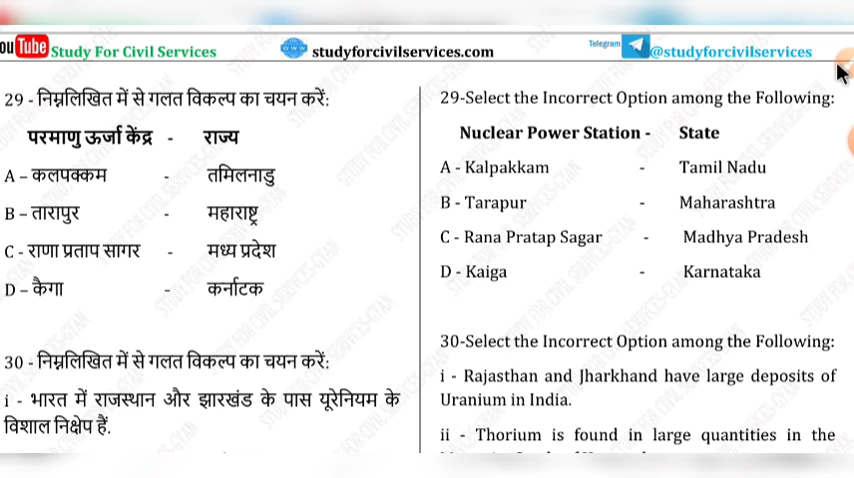 You Tube Study For Civil Services
www studyforcivilservices.com
Telegram @studyforcivilservices
29 - निम्नलिखित में से गलत विकल्प का चयन करें:
परमाणु ऊर्जा केंद्र - राज्य
A – कलपक्कम - तमिलनाडु
B – तारापुर - महाराष्ट्र
C - राणा प्रताप सागर - मध्य प्रदेश
D – कैगा - कर्नाटक
30 - निम्नलिखित में से गलत विकल्प का चयन करें:
i - भारत में राजस्थान और झारखंड के पास यूरेनियम के
विशाल निक्षेप हैं.
29-Select the Incorrect Option among the Following:
Nuclear Power Station - State
A - Kalpakkam - Tamil Nadu
B - Tarapur - Maharashtra
C - Rana Pratap Sagar - Madhya Pradesh
D - Kaiga - Karnataka
30-Select the Incorrect Option among the Following:
i - Rajasthan and Jharkhand have large deposits of
Uranium in India.
ii - Thorium is found in large quantities in the